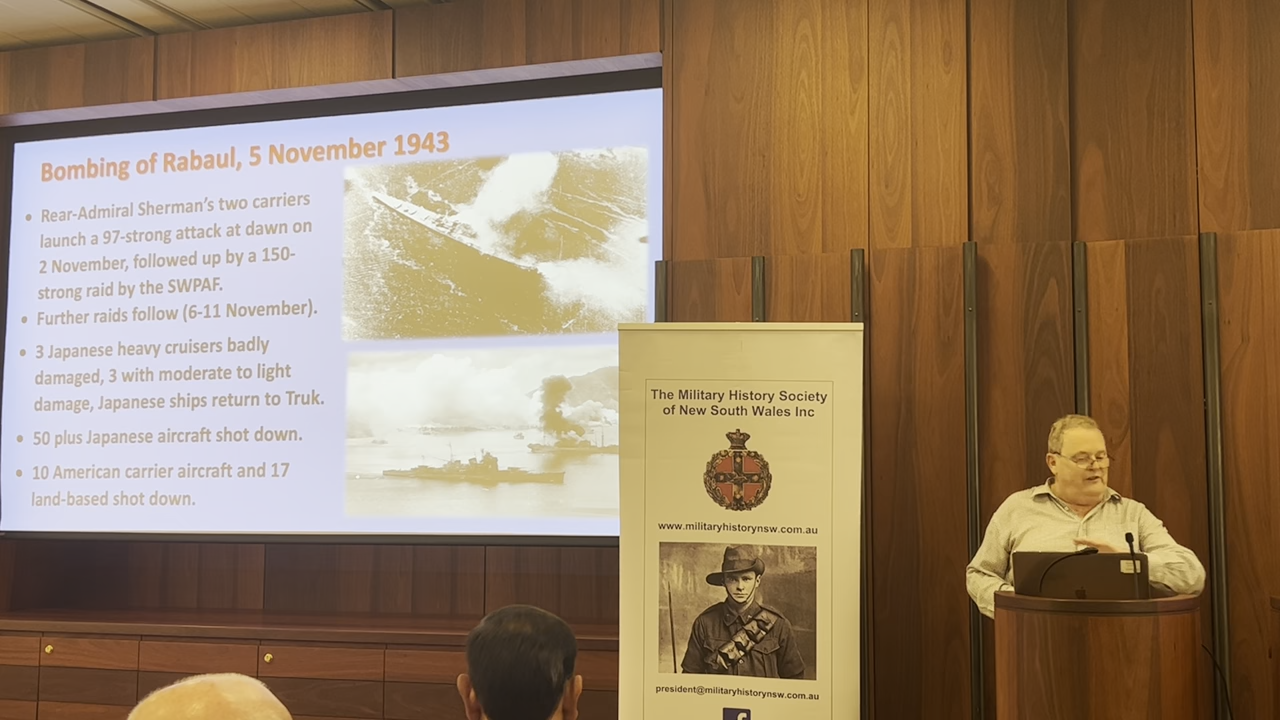 Bombing of Rabaul, 5 November 1943
• Rear-Admiral Sherman's two carriers
launch a 97-strong attack at dawn on
2 November, followed up by a 150-
strong raid by the SWPAF.
• Further raids follow (6-11 November).
• 3 Japanese heavy cruisers badly
damaged, 3 with moderate to light
damage, Japanese ships return to Truk.
• 50 plus Japanese aircraft shot down.
• 10 American carrier aircraft and 17
land-based shot down.
The Military History Society
of New South Wales Inc
www.militaryhistorynsw.com.au
president@militaryhistorynsw.com.au